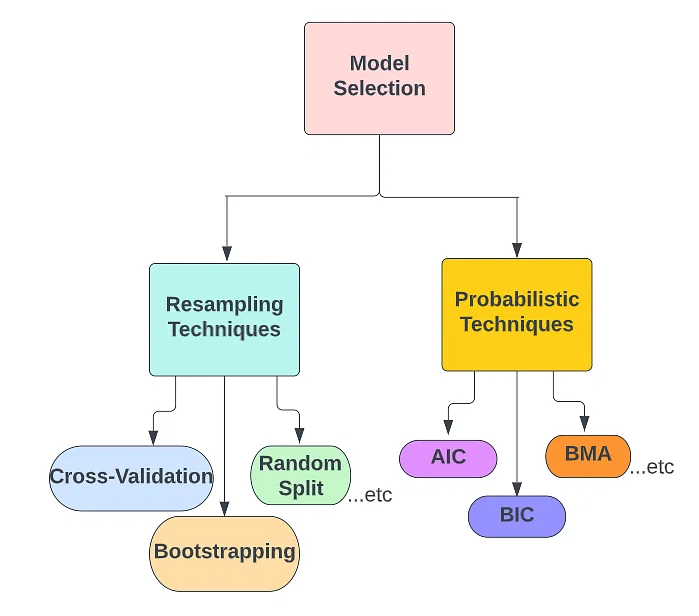 Model
Selection
Resampling
Techniques
Probabilistic
Techniques
Cross-Validation
Random
Split
...etc
Bootstrapping
AIC
BMA
...etc
BIC